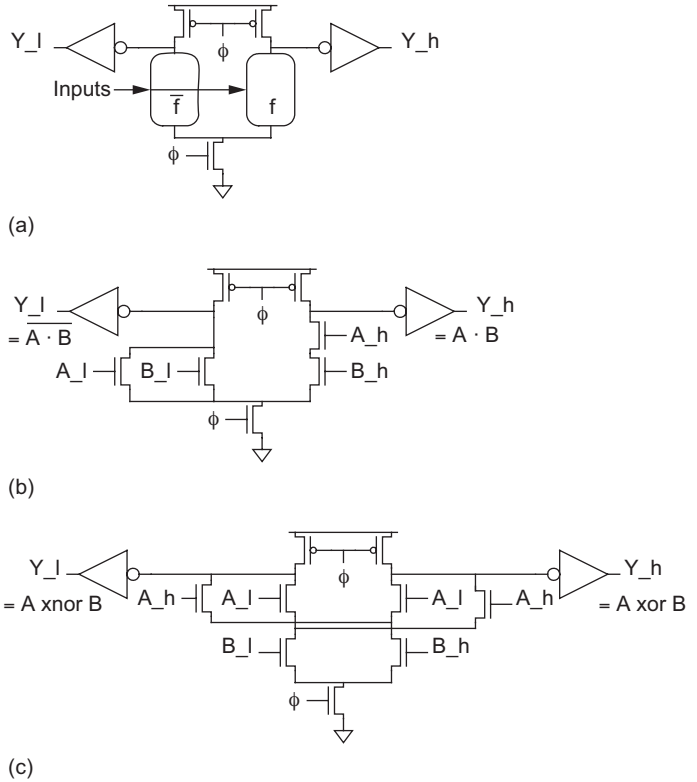 Y_l Y_h
ϕ
Inputs
f̅ f
ϕ
(a)
Y_l Y_h
ϕ
= A · B̅ = A · B
A_h
A_l B_l B_h
ϕ
(b)
Y_l Y_h
ϕ
= A xnor B A_h A_l A_l A_h = A xor B
B_l B_h
ϕ
(c)